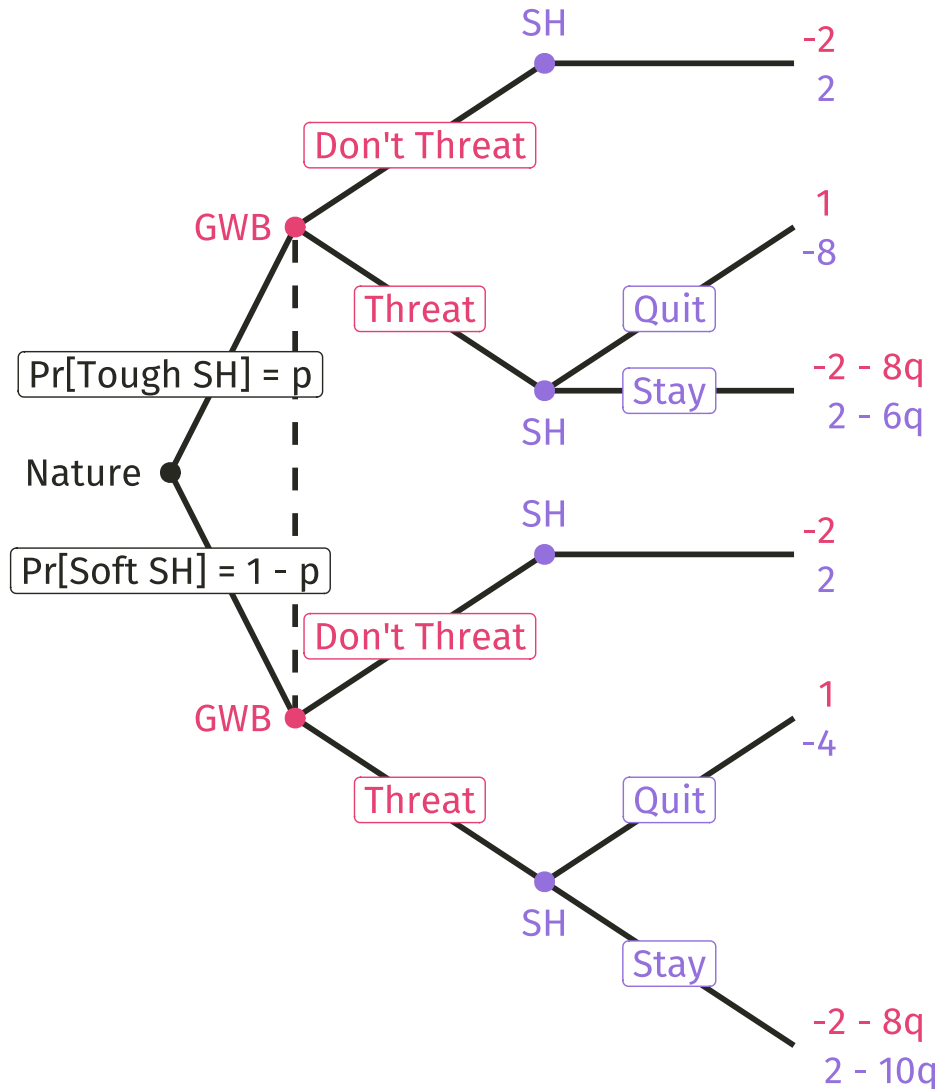 SH
-2
2
Don't Threat
GWB
1
-8
Threat
Quit
-2 - 8q
Stay
2 - 6q
SH
Pr[Tough SH] = p
Nature
SH
-2
2
Pr[Soft SH] = 1 - p
Don't Threat
GWB
1
-4
Threat
Quit
SH
Stay
-2 - 8q
2 - 10q